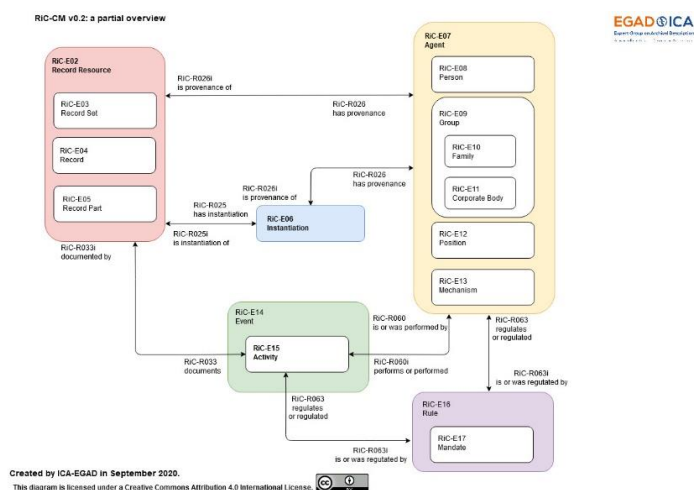 RiC-CM v0.2: a partial overview
EGAD ICA
Expert Group on Archival Description
RiC-E02
Record Resource
RiC-E03
Record Set
RiC-E04
Record
RiC-E05
Record Part
RiC-R026i
is provenance of
RiC-R026
has provenance
RiC-E07
Agent
RiC-E08
Person
RiC-E09
Group
RiC-E10
Family
RiC-E11
Corporate Body
RiC-E12
Position
RiC-E13
Mechanism
RiC-R026i
is provenance of
RiC-R026
has provenance
RiC-R025
has instantiation
RiC-R025i
is instantiation of
RiC-E06
Instantiation
RiC-R033i
documented by
RiC-R033
documents
RiC-E14
Event
RiC-E15
Activity
RiC-R060
is or was performed by
RiC-R060i
performs or performed
RiC-R063
regulates
or regulated
RiC-R063i
is or was regutated by
RiC-R063
regulates
or regulated
RiC-R063i
is or was regutated by
RiC-E16
Rule
RiC-E17
Mandate
Created by ICA-EGAD in September 2020.
This diagram is licensed under a Creative Commons Attribution 4.0 International License.
cc